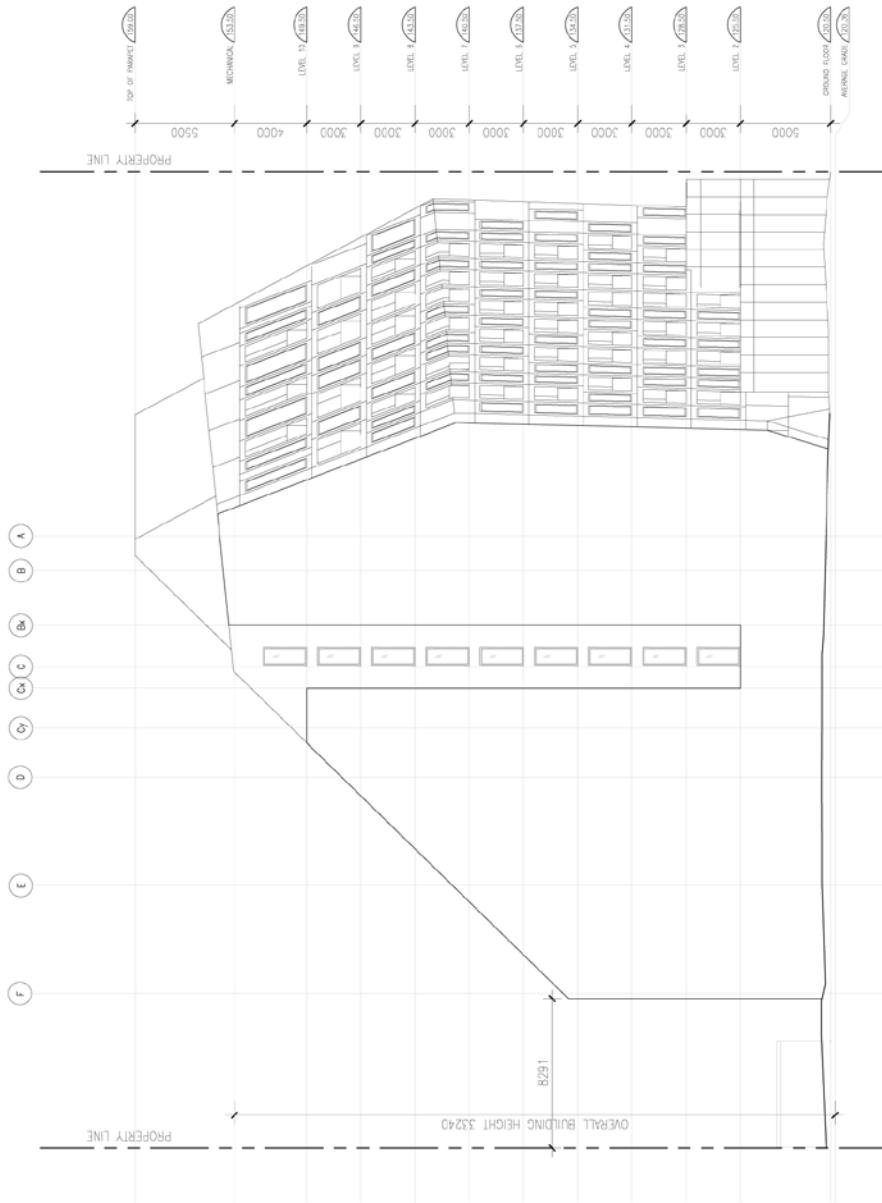 TOP OF PARAPET 159.00
MECHANICAL 153.50
LEVEL 10 149.50
LEVEL 9 146.50
LEVEL 8 143.50
LEVEL 7 140.50
LEVEL 6 137.50
LEVEL 5 134.50
LEVEL 4 131.50
LEVEL 3 128.50
LEVEL 2 125.50
GROUND FLOOR 120.50
AVERAGE GRADE
5500
4000
3000
3000
3000
3000
3000
3000
3000
3000
5000
PROPERTY LINE
A
B
Bx
C
Cx
Cy
D
E
F
8291
OVERALL BUILDING HEIGHT 33240
PROPERTY LINE